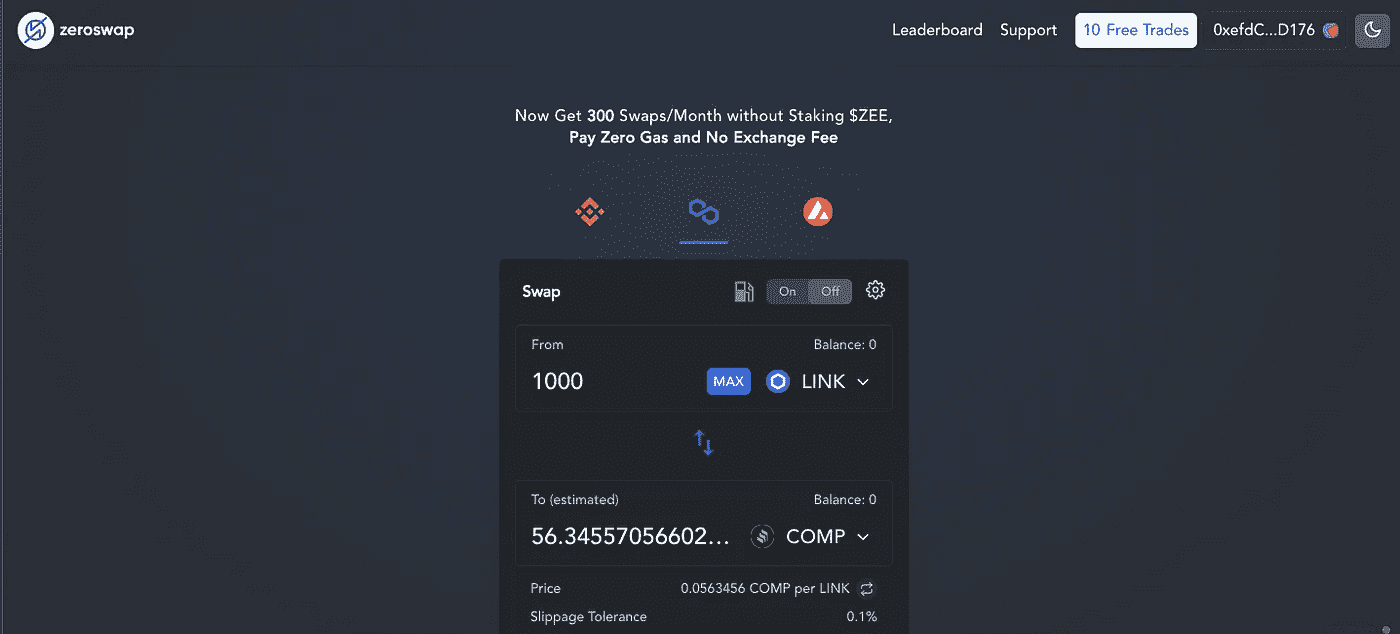 zeroswap
Leaderboard Support 10 Free Trades 0xefdC...D176
Now Get 300 Swaps/Month without Staking $ZEE,
Pay Zero Gas and No Exchange Fee
Swap On Off
From Balance: 0
1000 MAX LINK
To (estimated) Balance: 0
56.34557056602... COMP
Price 0.0563456 COMP per LINK
Slippage Tolerance 0.1%